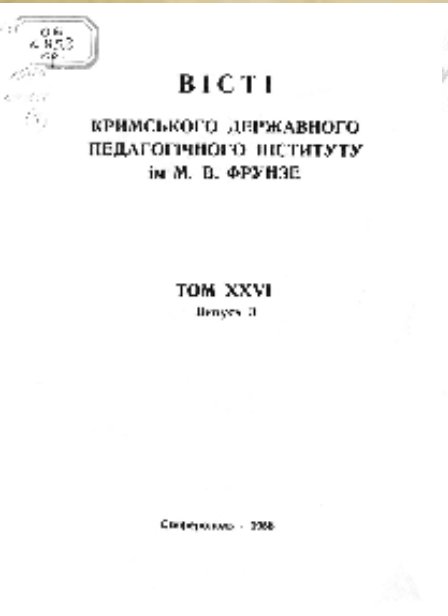 ВІСТІ
КРИМСЬКОГО ДЕРЖАВНОГО
ПЕДАГОГІЧНОГО ІНСТИТУТУ
ім М. В. ФРУНЗЕ
ТОМ XXVI
Випуск
Сімферополь -